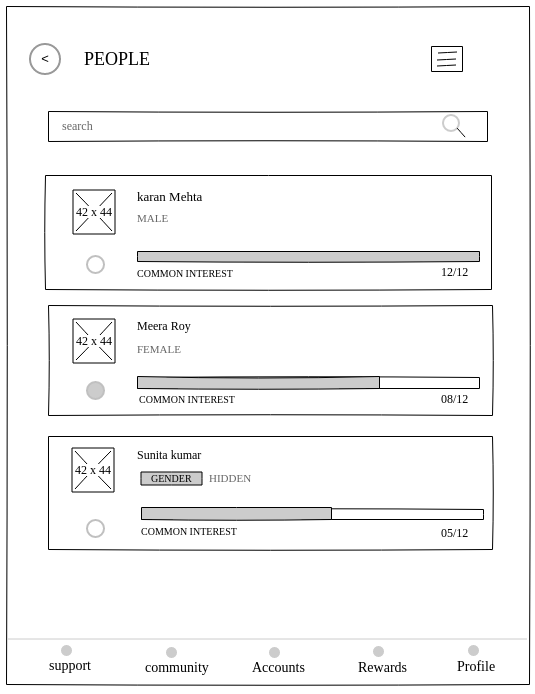 < PEOPLE
search
42 x 44
karan Mehta
MALE
COMMON INTEREST 12/12
42 x 44
Meera Roy
FEMALE
COMMON INTEREST 08/12
42 x 44
Sunita kumar
GENDER HIDDEN
COMMON INTEREST 05/12
support community Accounts Rewards Profile